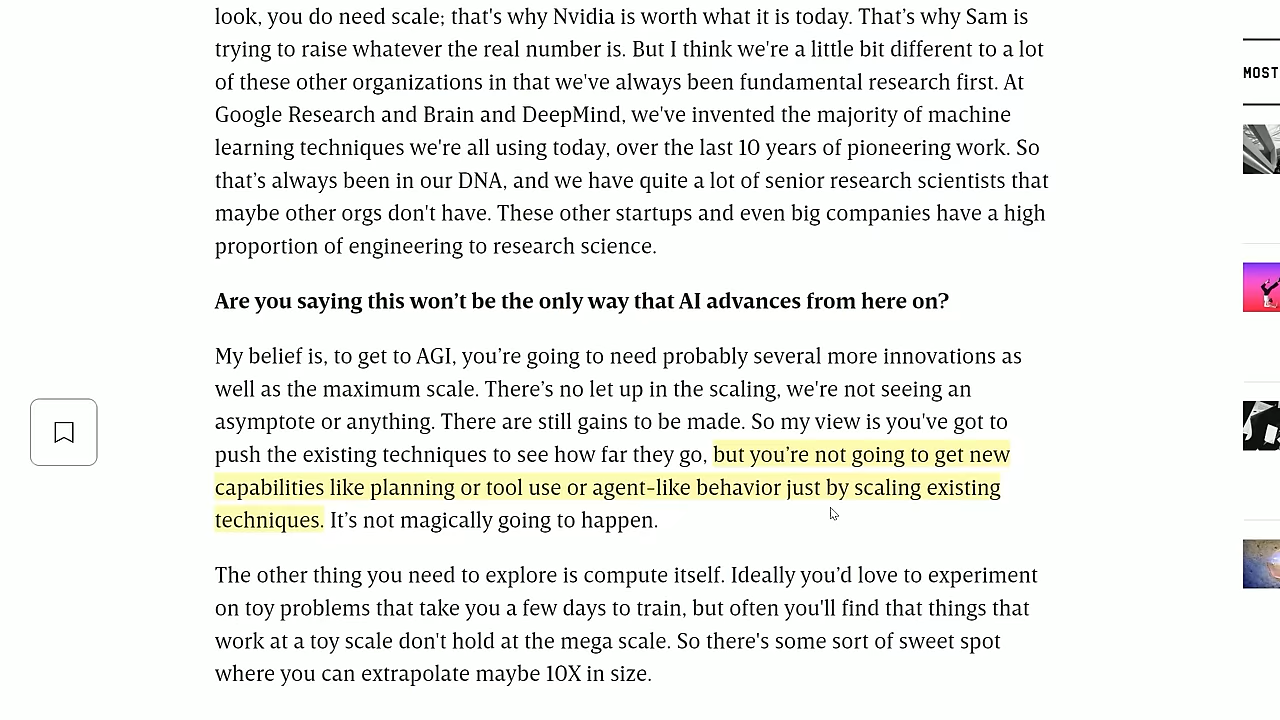 look, you do need scale; that's why Nvidia is worth what it is today. That’s why Sam is
trying to raise whatever the real number is. But I think we're a little bit different to a lot
of these other organizations in that we've always been fundamental research first. At
Google Research and Brain and DeepMind, we've invented the majority of machine
learning techniques we're all using today, over the last 10 years of pioneering work. So
that’s always been in our DNA, and we have quite a lot of senior research scientists that
maybe other orgs don't have. These other startups and even big companies have a high
proportion of engineering to research science.
Are you saying this won’t be the only way that AI advances from here on?
My belief is, to get to AGI, you’re going to need probably several more innovations as
well as the maximum scale. There’s no let up in the scaling, we're not seeing an
asymptote or anything. There are still gains to be made. So my view is you've got to
push the existing techniques to see how far they go, but you’re not going to get new
capabilities like planning or tool use or agent-like behavior just by scaling existing
techniques. It’s not magically going to happen.
The other thing you need to explore is compute itself. Ideally you’d love to experiment
on toy problems that take you a few days to train, but often you'll find that things that
work at a toy scale don't hold at the mega scale. So there's some sort of sweet spot
where you can extrapolate maybe 10X in size.
MOST